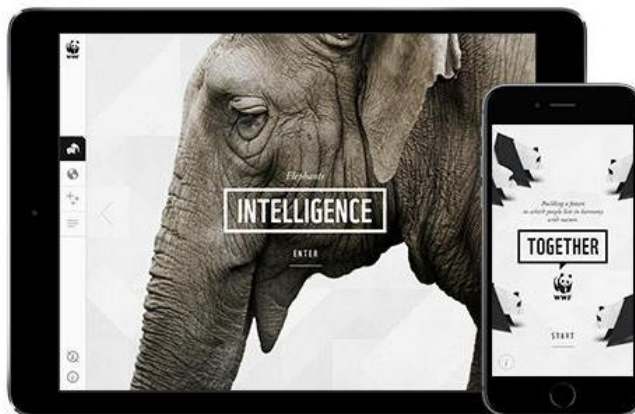 WWF
Elephants
INTELLIGENCE
ENTER
Building a future
in which people live in harmony
with nature
TOGETHER
WWF
START
i
i